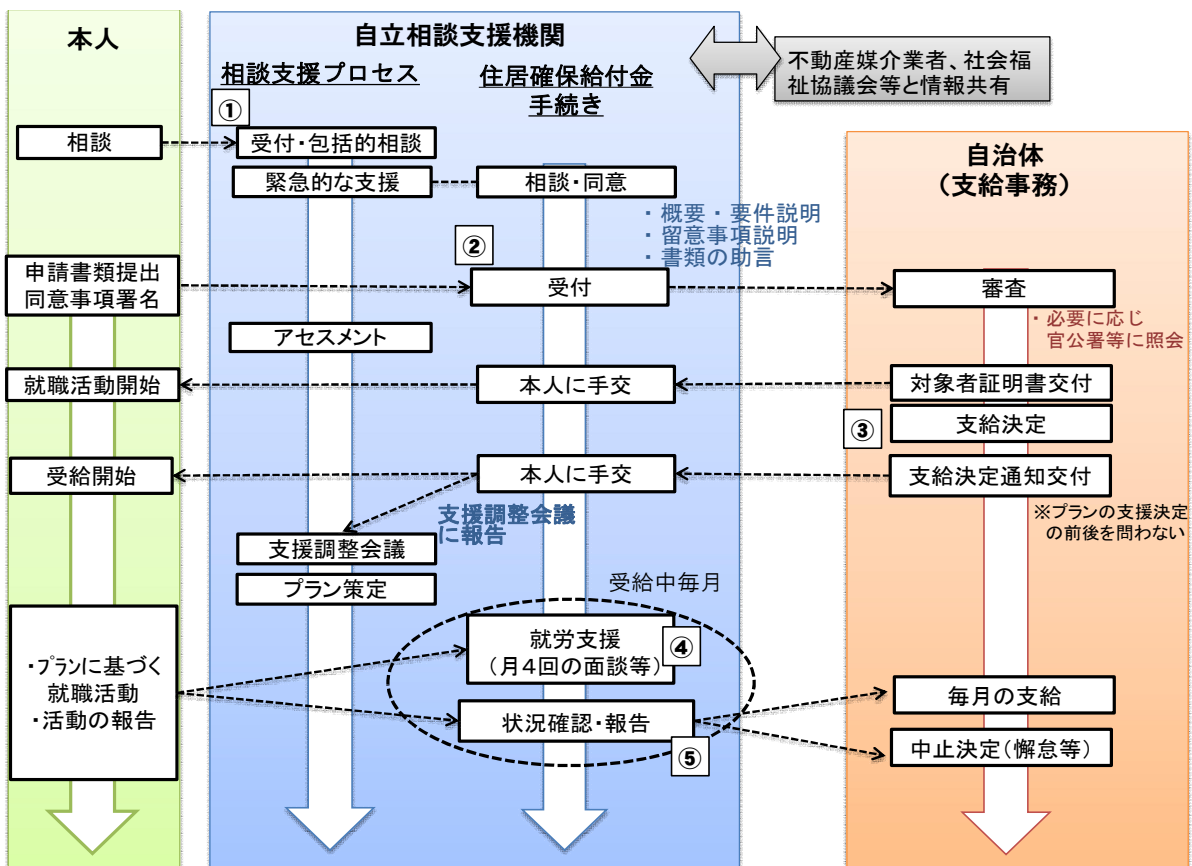 本人
自立相談支援機関
相談支援プロセス
住居確保給付金
手続き
不動産媒介業者、社会福
祉協議会等と情報共有
①
相談
受付・包括的相談
自治体
(支給事務)
緊急的な支援
相談・同意
・概要・要件説明
・留意事項説明
・書類の助言
②
申請書類提出
同意事項署名
受付
審査
・必要に応じ
官公署等に照会
アセスメント
就職活動開始
本人に手交
対象者証明書交付
③
支給決定
受給開始
本人に手交
支給決定通知交付
支援調整会議
に報告
※プランの支援決定
の前後を問わない
支援調整会議
プラン策定
受給中毎月
・プランに基づく
就職活動
・活動の報告
就労支援
(月4回の面談等)
④
状況確認・報告
⑤
毎月の支給
中止決定(懈怠等)